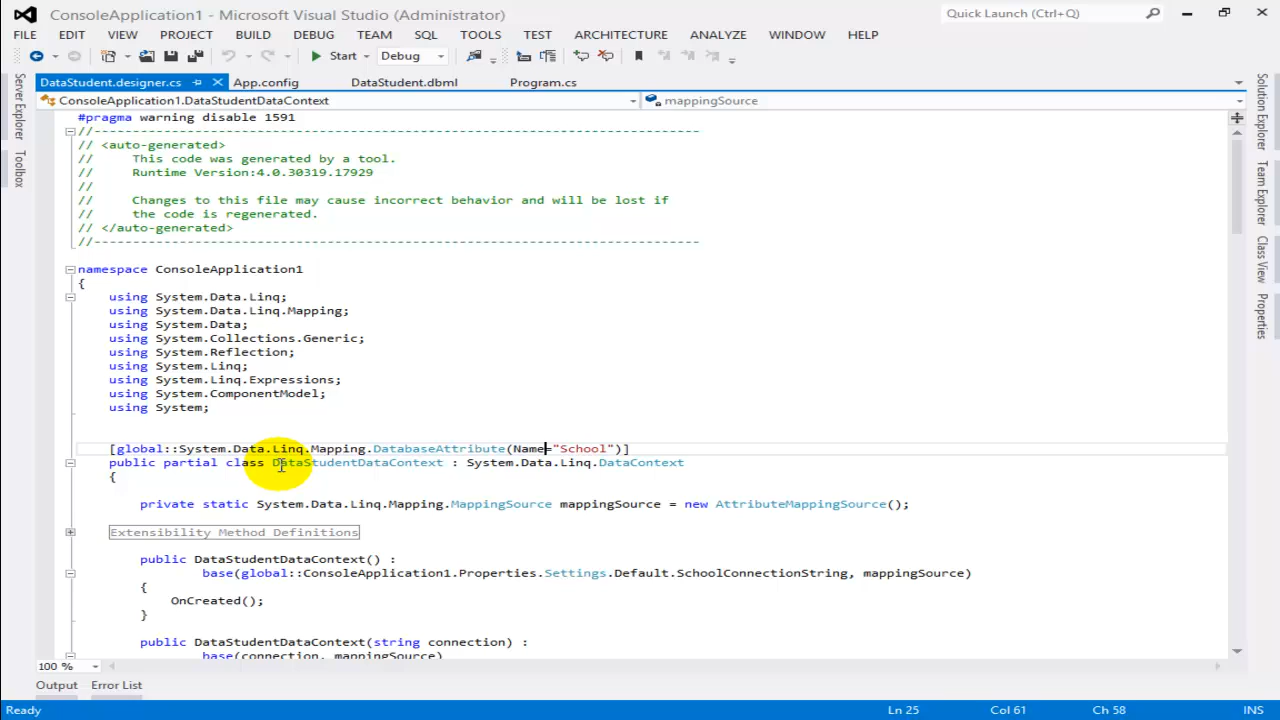 ConsoleApplication1 - Microsoft Visual Studio (Administrator)
Quick Launch (Ctrl+Q)
FILE EDIT VIEW PROJECT BUILD DEBUG TEAM SQL TOOLS TEST ARCHITECTURE ANALYZE WINDOW HELP
Start Debug
DataStudent.designer.cs App.config DataStudent.dbml Program.cs
ConsoleApplication1.DataStudentDataContext mappingSource
Server Explorer
Toolbox
#pragma warning disable 1591
//------------------------------------------------------------------------------
// <auto-generated>
//     This code was generated by a tool.
//     Runtime Version:4.0.30319.17929
//
//     Changes to this file may cause incorrect behavior and will be lost if
//     the code is regenerated.
// </auto-generated>
//------------------------------------------------------------------------------
namespace ConsoleApplication1
{
using System.Data.Linq;
using System.Data.Linq.Mapping;
using System.Data;
using System.Collections.Generic;
using System.Reflection;
using System.Linq;
using System.Linq.Expressions;
using System.ComponentModel;
using System;
[global::System.Data.Linq.Mapping.DatabaseAttribute(Name="School")]
public partial class DataStudentDataContext : System.Data.Linq.DataContext
{
private static System.Data.Linq.Mapping.MappingSource mappingSource = new AttributeMappingSource();
Extensibility Method Definitions
public DataStudentDataContext() :
base(global::ConsoleApplication1.Properties.Settings.Default.SchoolConnectionString, mappingSource)
{
OnCreated();
}
public DataStudentDataContext(string connection) :
base(connection, mappingSource)
Solution Explorer
Team Explorer
Class View
Properties
100 %
Output Error List
Ready Ln 25 Col 61 Ch 58 INS